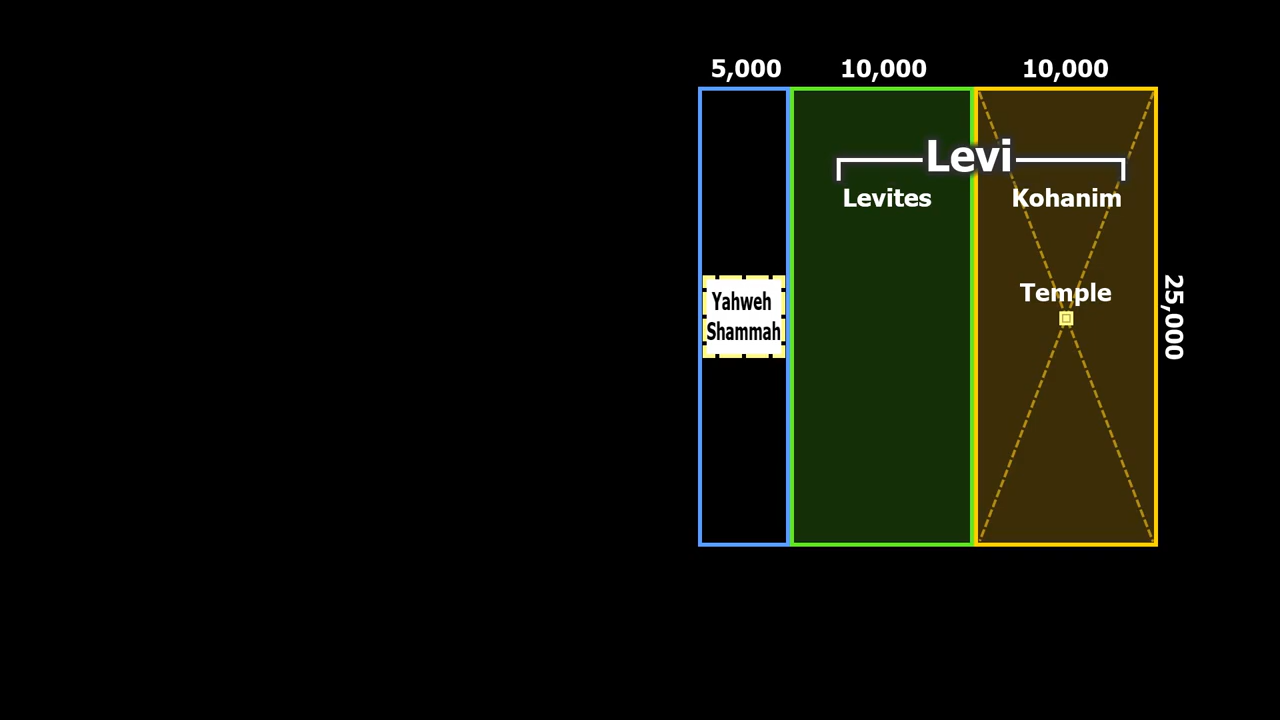 5,000
10,000
10,000
Levi
Levites
Kohanim
Yahweh
Shammah
Temple
25,000